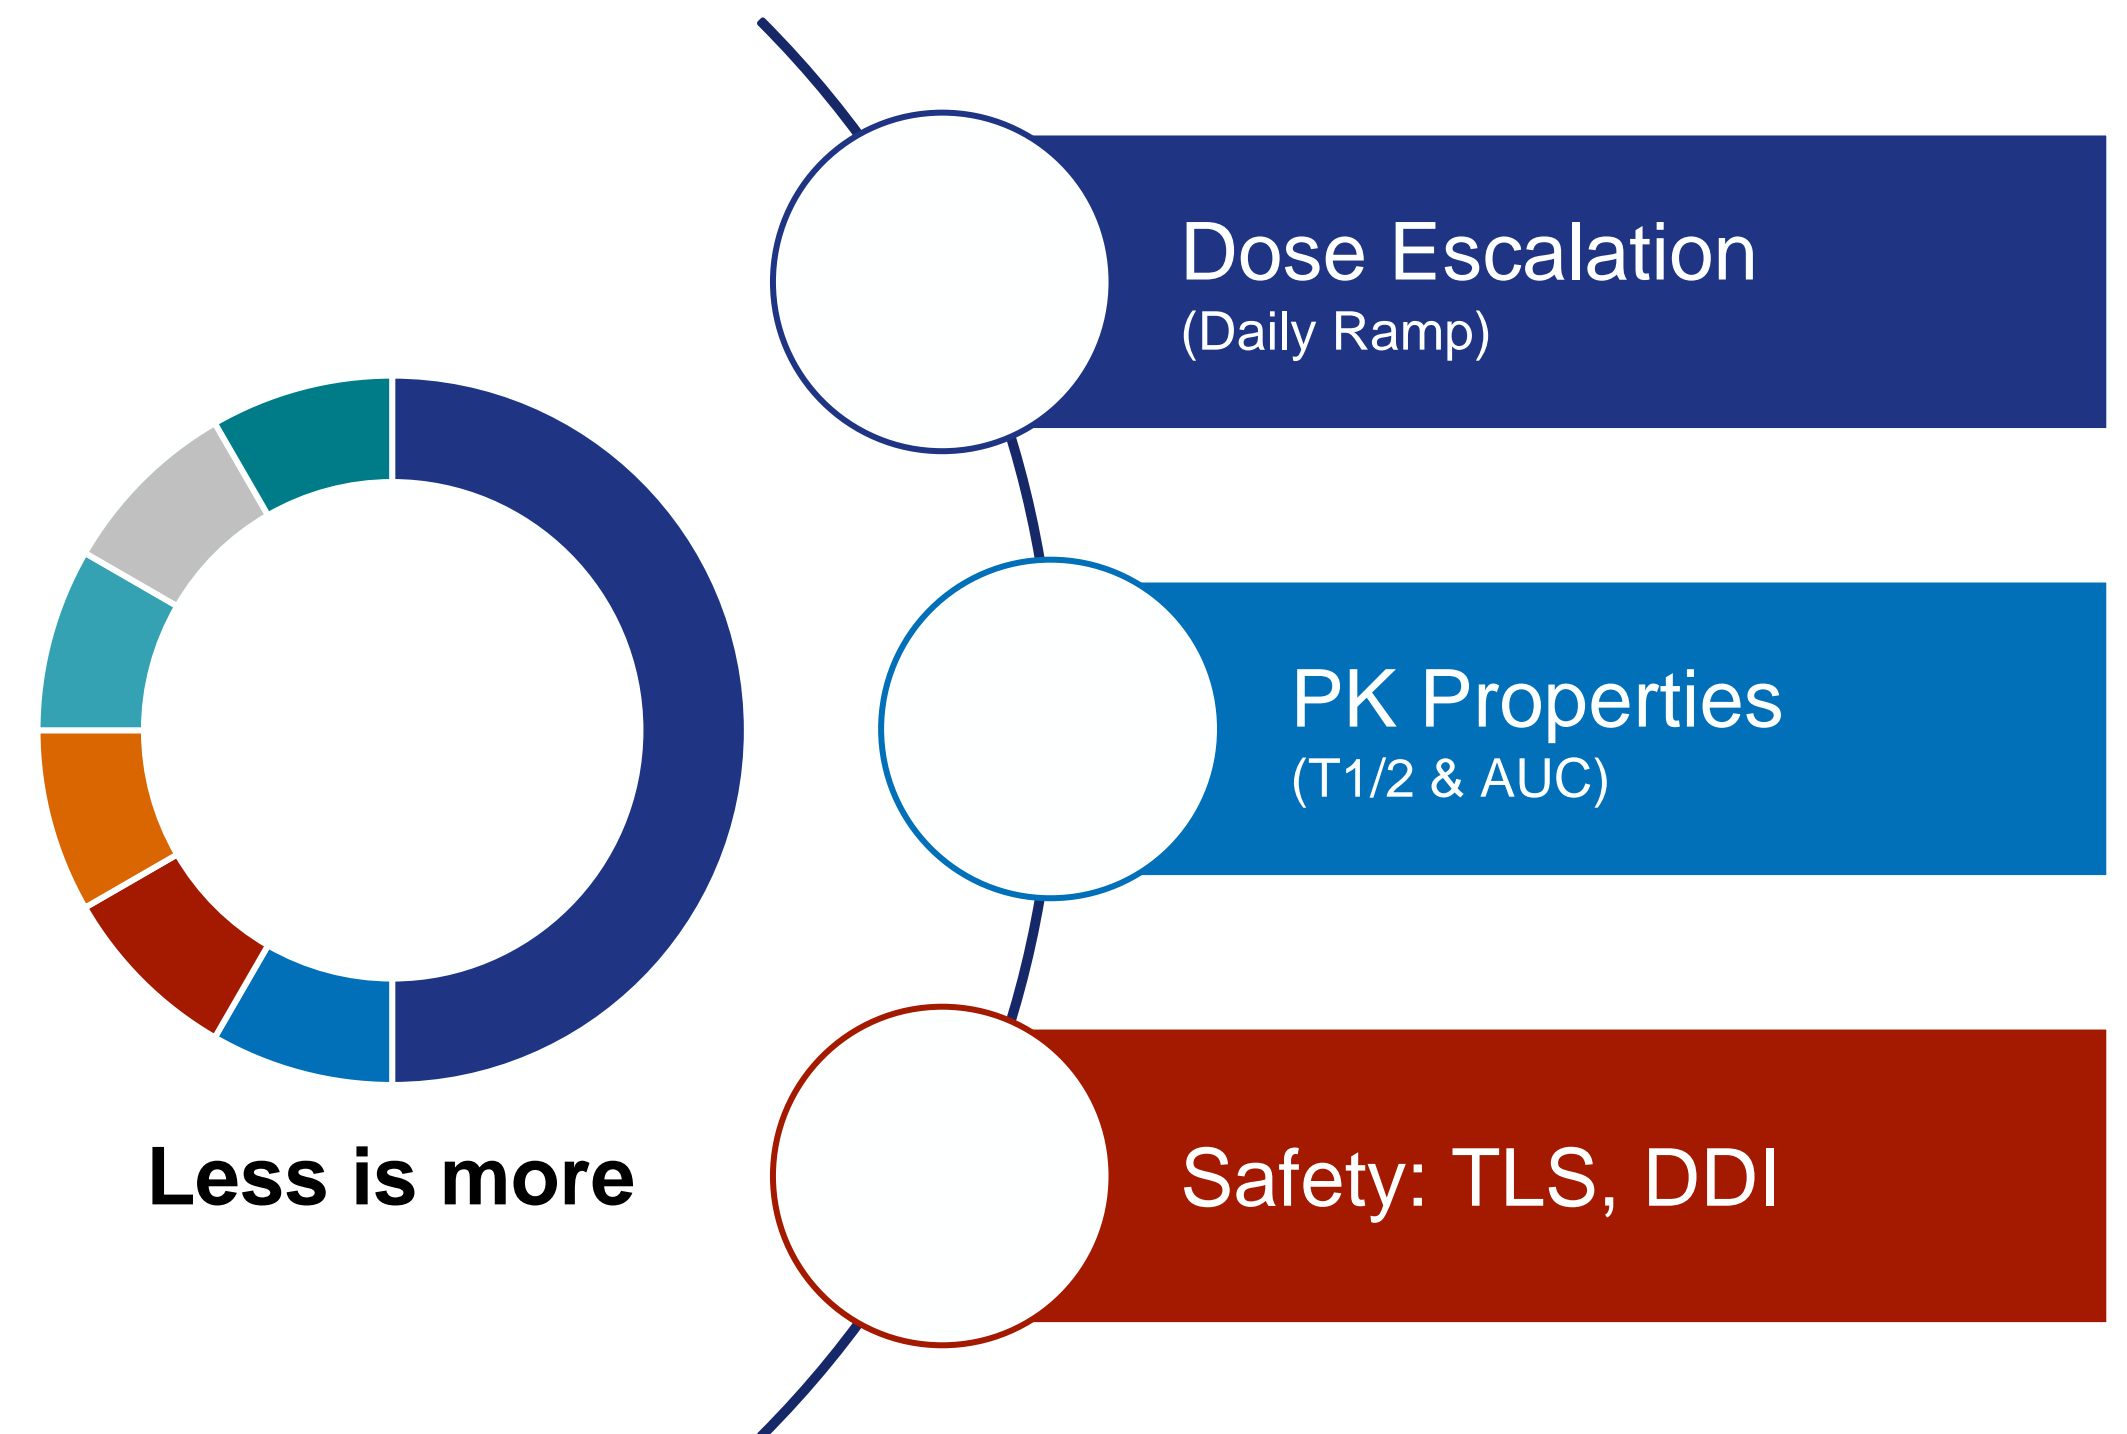 Dose Escalation
(Daily Ramp)
PK Properties
(T1/2 & AUC)
Less is more
Safety: TLS, DDI